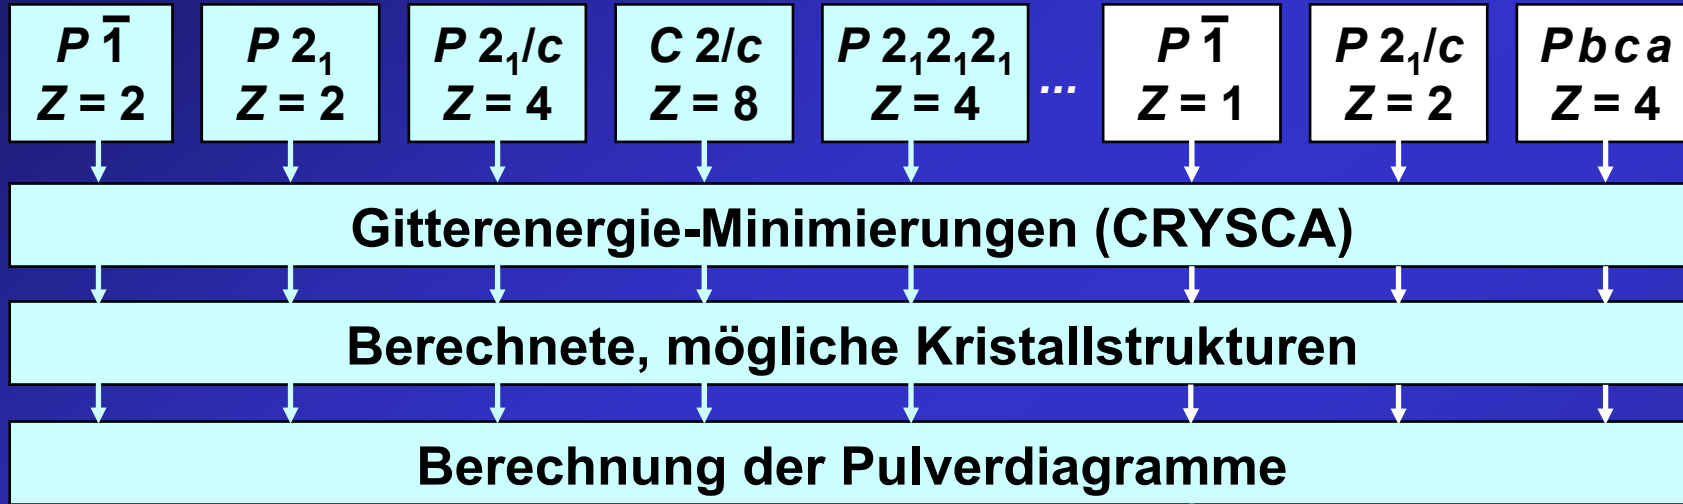 P 1̅ P 2₁ P 2₁/c C 2/c P 2₁2₁2₁ ... P 1̅ P 2₁/c P b c a
Z = 2 Z = 2 Z = 4 Z = 8 Z = 4 Z = 1 Z = 2 Z = 4
Gitterenergie-Minimierungen (CRYSCA)
Berechnete, mögliche Kristallstrukturen
Berechnung der Pulverdiagramme